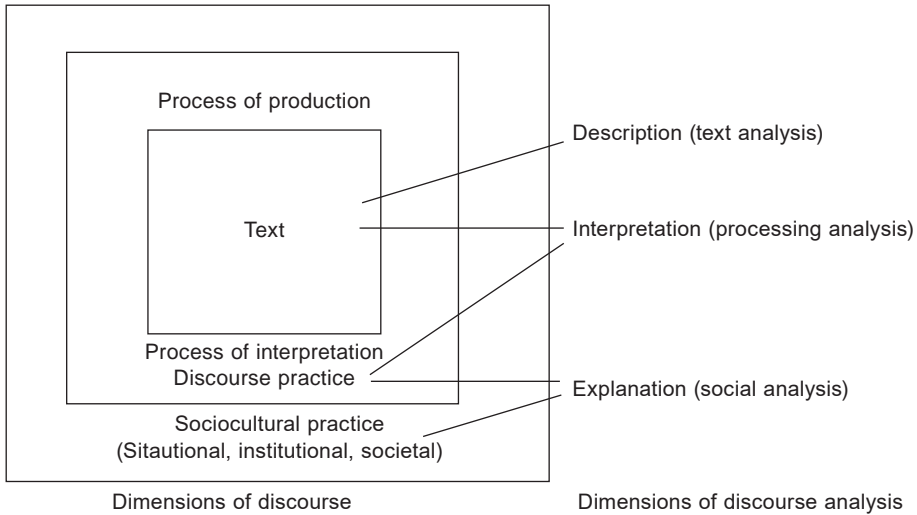 Process of production
Description (text analysis)
Text
Interpretation (processing analysis)
Process of interpretation
Discourse practice
Explanation (social analysis)
Sociocultural practice
(Sitautional, institutional, societal)
Dimensions of discourse
Dimensions of discourse analysis